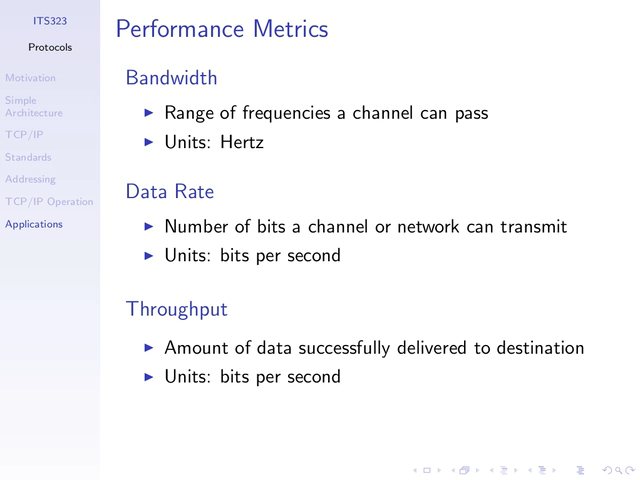 ITS323
Protocols
Motivation
Simple
Architecture
TCP/IP
Standards
Addressing
TCP/IP Operation
Applications
Performance Metrics
Bandwidth
Range of frequencies a channel can pass
Units: Hertz
Data Rate
Number of bits a channel or network can transmit
Units: bits per second
Throughput
Amount of data successfully delivered to destination
Units: bits per second